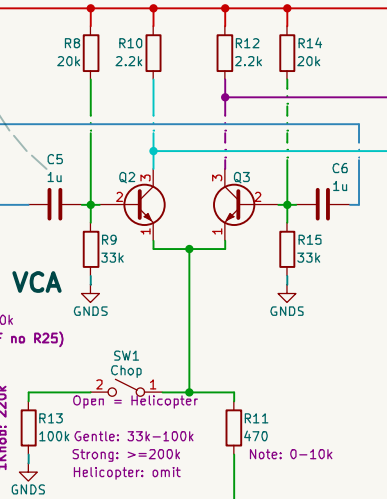 R8
20k
R10
2.2k
R12
2.2k
R14
20k
C5
1u
Q2
3
2
1
Q3
3
2
1
C6
1u
R9
33k
R15
33k
VCA
GNDS
GNDS
0k
no R25)
SW1
Chop
2
1
Open = Helicopter
1Knob: 220k
R13
100k
Gentle: 33k-100k
Strong: >=200k
Helicopter: omit
R11
470
Note: 0-10k
GNDS